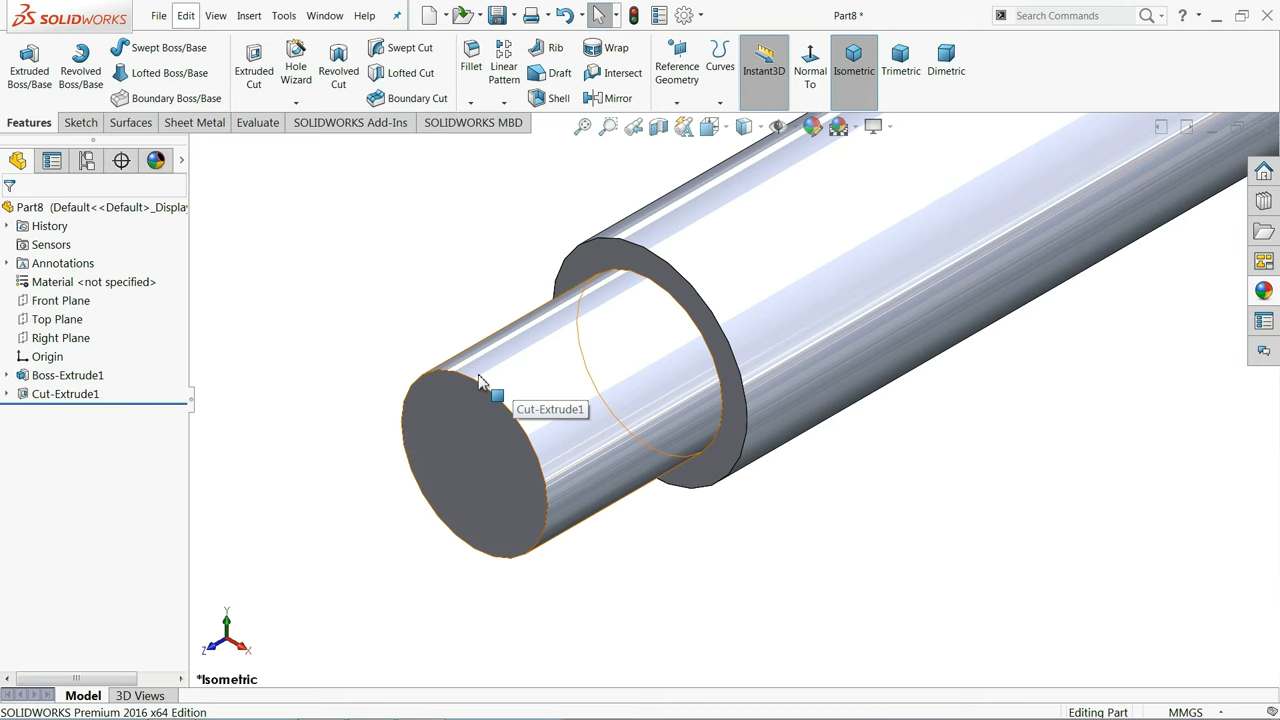 SOLIDWORKS File Edit View Insert Tools Window Help Part8 * Search Commands ?
Extruded Boss/Base
Revolved Boss/Base
Swept Boss/Base
Lofted Boss/Base
Boundary Boss/Base
Extruded Cut
Hole Wizard
Revolved Cut
Swept Cut
Lofted Cut
Boundary Cut
Fillet
Linear Pattern
Rib
Draft
Shell
Wrap
Intersect
Mirror
Reference Geometry
Curves
Instant3D
Normal To
Isometric
Trimetric
Dimetric
Features Sketch Surfaces Sheet Metal Evaluate SOLIDWORKS Add-Ins SOLIDWORKS MBD
Part8 (Default<<Default>_Display
History
Sensors
Annotations
Material <not specified>
Front Plane
Top Plane
Right Plane
Origin
Boss-Extrude1
Cut-Extrude1
Cut-Extrude1
Y
Z
X
*Isometric
Model 3D Views
SOLIDWORKS Premium 2016 x64 Edition Editing Part MMGS